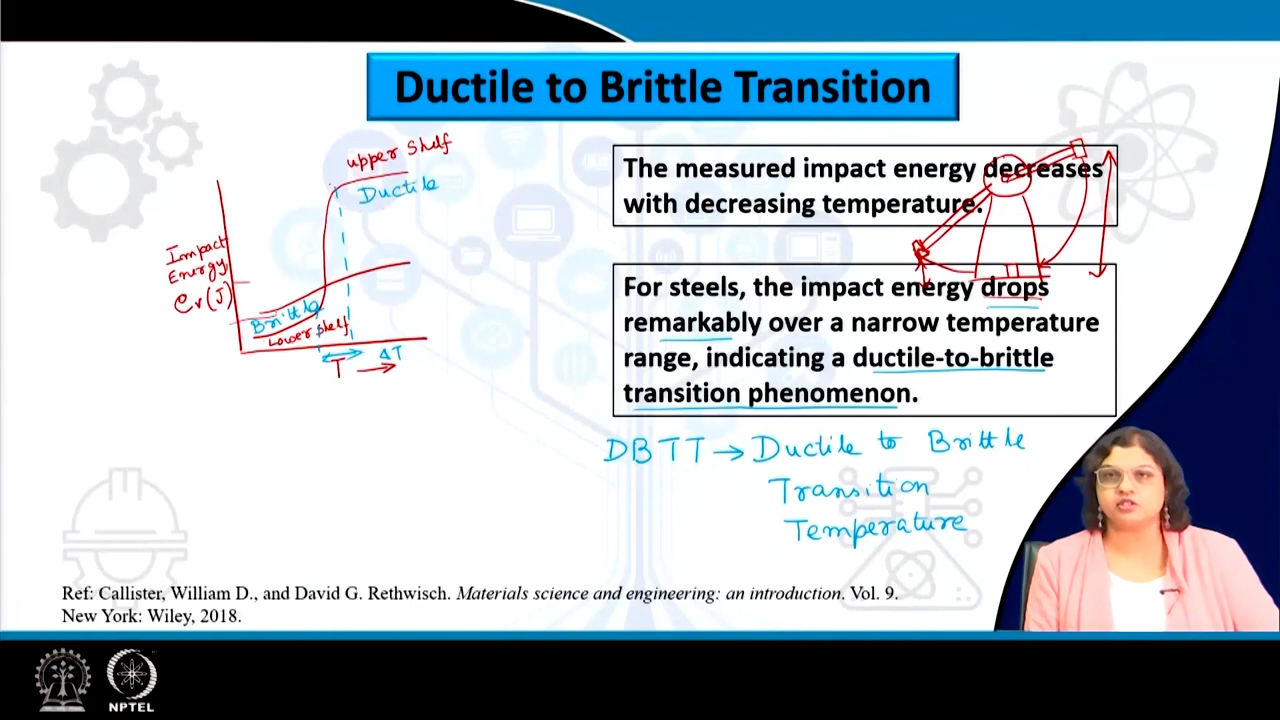 Ductile to Brittle Transition
upper shelf
Ductile
Impact
Energy
Cv(J)
Brittle
Lower shelf
T → ΔT
The measured impact energy decreases
with decreasing temperature.
For steels, the impact energy drops
remarkably over a narrow temperature
range, indicating a ductile-to-brittle
transition phenomenon.
DBTT → Ductile to Brittle
Transition
Temperature
Ref: Callister, William D., and David G. Rethwisch. Materials science and engineering: an introduction. Vol. 9.
New York: Wiley, 2018.
NPTEL